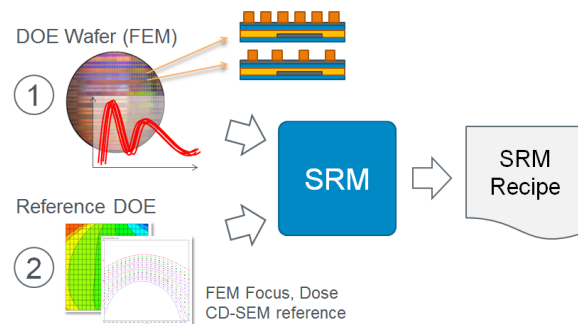 DOE Wafer (FEM)
1
SRM
SRM
Recipe
Reference DOE
2
FEM Focus, Dose
CD-SEM reference